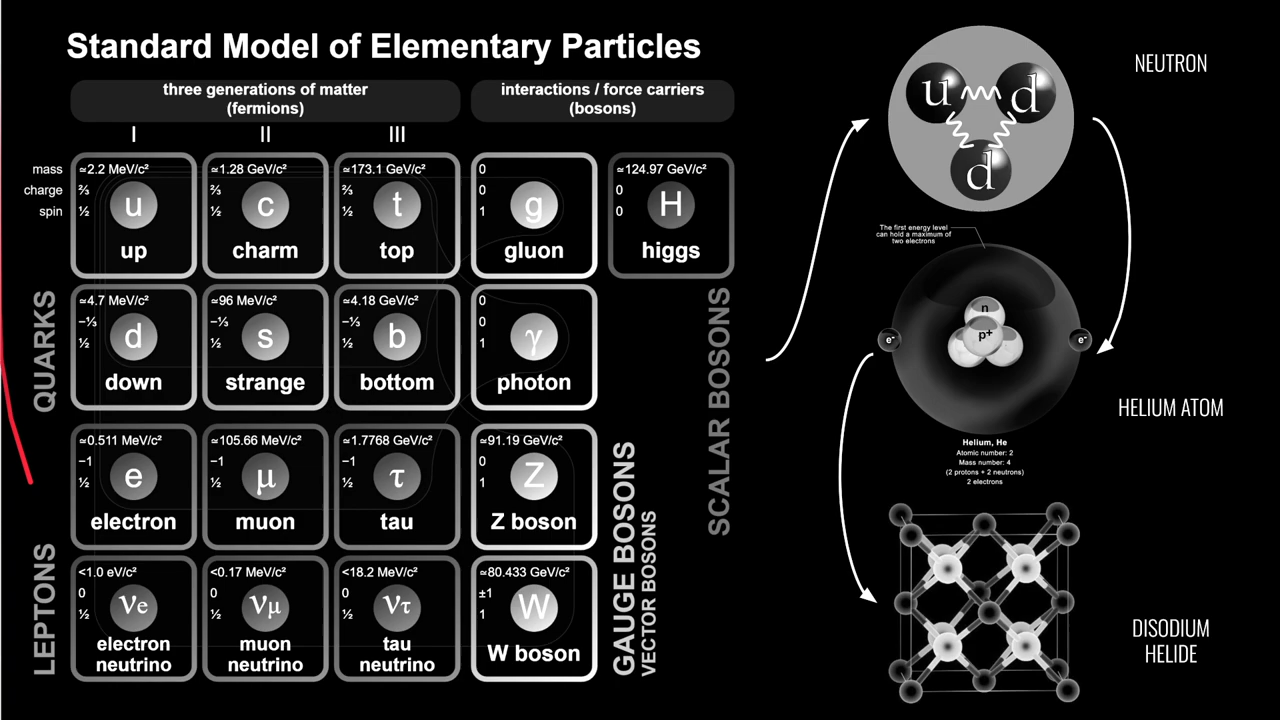 Standard Model of Elementary Particles
three generations of matter
(fermions)
interactions / force carriers
(bosons)
I
II
III
mass
charge
spin
≃2.2 MeV/c²
⅔
½
u
up
≃1.28 GeV/c²
⅔
½
c
charm
≃173.1 GeV/c²
⅔
½
t
top
0
0
1
g
gluon
≃124.97 GeV/c²
0
0
H
higgs
QUARKS
≃4.7 MeV/c²
−⅓
½
d
down
≃96 MeV/c²
−⅓
½
s
strange
≃4.18 GeV/c²
−⅓
½
b
bottom
0
0
1
γ
photon
SCALAR BOSONS
≃0.511 MeV/c²
−1
½
e
electron
≃105.66 MeV/c²
−1
½
μ
muon
≃1.7768 GeV/c²
−1
½
τ
tau
≃91.19 GeV/c²
0
1
Z
Z boson
LEPTONS
<1.0 eV/c²
0
½
νe
electron
neutrino
<0.17 MeV/c²
0
½
νμ
muon
neutrino
<18.2 MeV/c²
0
½
ντ
tau
neutrino
≃80.433 GeV/c²
±1
1
W
W boson
GAUGE BOSONS
VECTOR BOSONS
NEUTRON
u
d
d
The first energy level
can hold a maximum of
two electrons
n
p⁺
e⁻
e⁻
HELIUM ATOM
Helium, He
Atomic number: 2
Mass number: 4
(2 protons + 2 neutrons)
2 electrons
DISODIUM
HELIDE